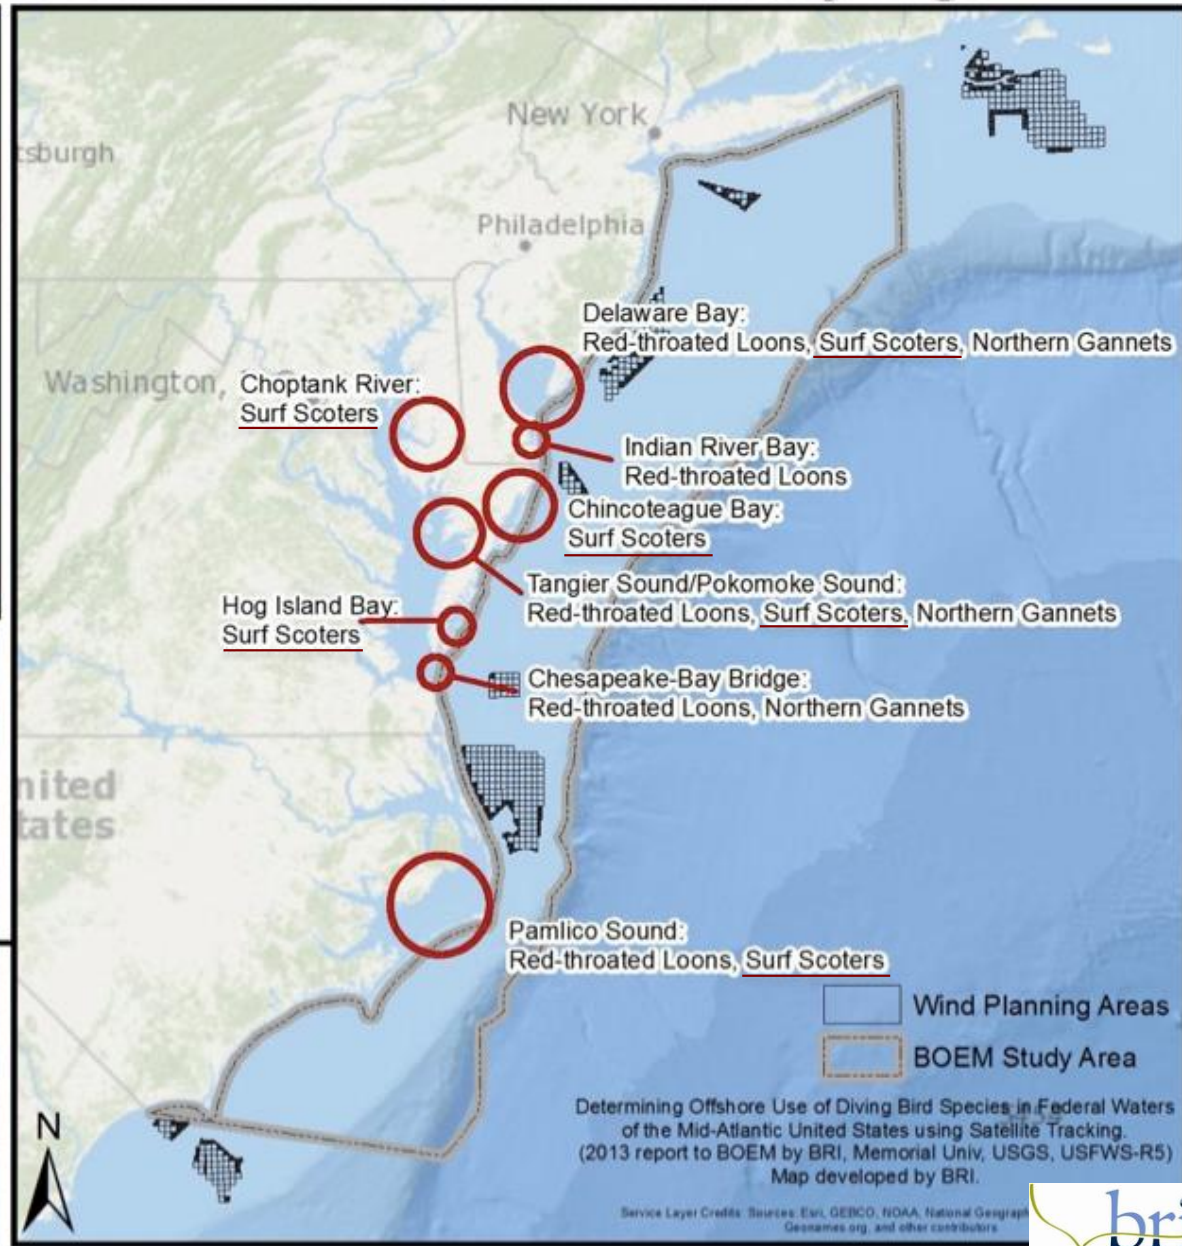 New York
tsburgh
Philadelphia
Delaware Bay:
Red-throated Loons, Surf Scoters, Northern Gannets
Washington,
Choptank River:
Surf Scoters
Indian River Bay:
Red-throated Loons
Chincoteague Bay:
Surf Scoters
Tangier Sound/Pokomoke Sound:
Red-throated Loons, Surf Scoters, Northern Gannets
Hog Island Bay:
Surf Scoters
Chesapeake-Bay Bridge:
Red-throated Loons, Northern Gannets
nited
tates
Pamlico Sound:
Red-throated Loons, Surf Scoters
Wind Planning Areas
BOEM Study Area
N
Determining Offshore Use of Diving Bird Species in Federal Waters
of the Mid-Atlantic United States using Satellite Tracking.
(2013 report to BOEM by BRI, Memorial Univ, USGS, USFWS-R5)
Map developed by BRI.
Service Layer Credits: Sources: Esri, GEBCO, NOAA, National Geograph
Geonames.org, and other contributors